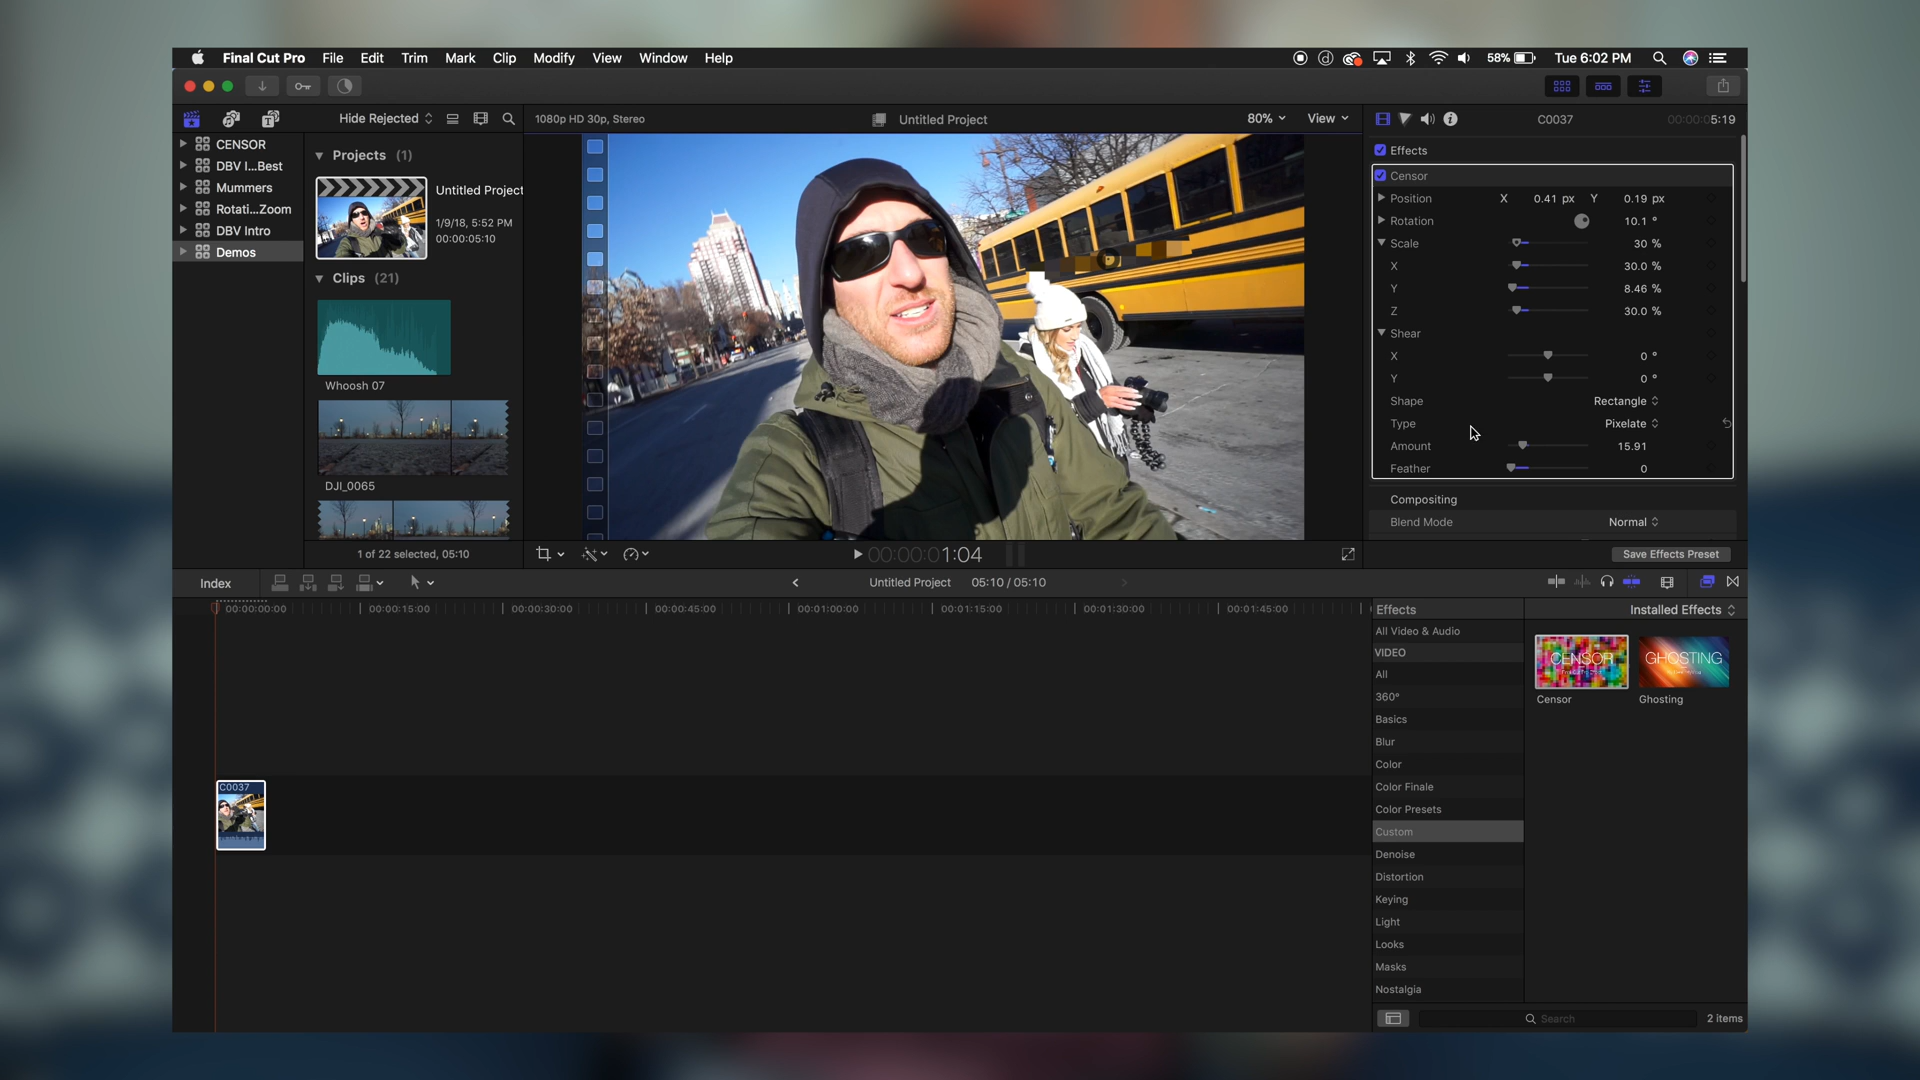 Final Cut Pro File Edit Trim Mark Clip Modify View Window Help
58% Tue 6:02 PM
Hide Rejected
1080p HD 30p, Stereo
Untitled Project
80% View
C0037
00:00:05:19
CENSOR
DBV I...Best
Mummers
Rotati...Zoom
DBV Intro
Demos
Projects (1)
Untitled Project
1/9/18, 5:52 PM
00:00:05:10
Clips (21)
Whoosh 07
DJI_0065
1 of 22 selected, 05:10
00:00:01:04
Effects
Censor
Position X 0.41 px Y 0.19 px
Rotation 10.1 °
Scale 30 %
X 30.0 %
Y 8.46 %
Z 30.0 %
Shear
X 0 °
Y 0 °
Shape Rectangle
Type Pixelate
Amount 15.91
Feather 0
Compositing
Blend Mode Normal
Save Effects Preset
Index
Untitled Project 05:10 / 05:10
00:00:00:00 00:00:15:00 00:00:30:00 00:00:45:00 00:01:00:00 00:01:15:00 00:01:30:00 00:01:45:00
C0037
Effects
Installed Effects
All Video & Audio
VIDEO
All
360°
Basics
Blur
Color
Color Finale
Color Presets
Custom
Denoise
Distortion
Keying
Light
Looks
Masks
Nostalgia
CENSOR
Censor
GHOSTING
Ghosting
Search
2 items